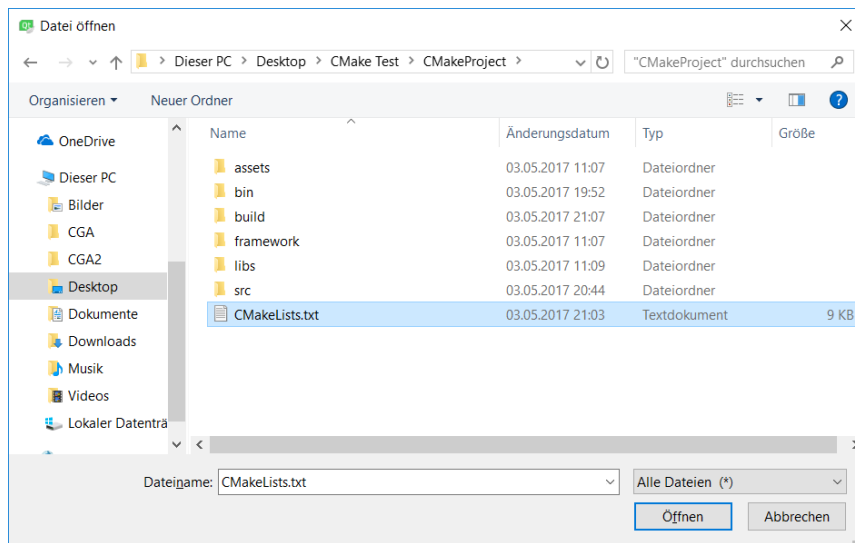 Datei öffnen
Dieser PC > Desktop > CMake Test > CMakeProject >
"CMakeProject" durchsuchen
Organisieren
Neuer Ordner
Name
Änderungsdatum
Typ
Größe
OneDrive
Dieser PC
Bilder
CGA
CGA2
Desktop
Dokumente
Downloads
Musik
Videos
Lokaler Datenträ
assets 03.05.2017 11:07 Dateiordner
bin 03.05.2017 19:52 Dateiordner
build 03.05.2017 21:07 Dateiordner
framework 03.05.2017 11:07 Dateiordner
libs 03.05.2017 11:09 Dateiordner
src 03.05.2017 20:44 Dateiordner
CMakeLists.txt 03.05.2017 21:03 Textdokument 9 KB
Dateiname: CMakeLists.txt
Alle Dateien (*)
Öffnen
Abbrechen